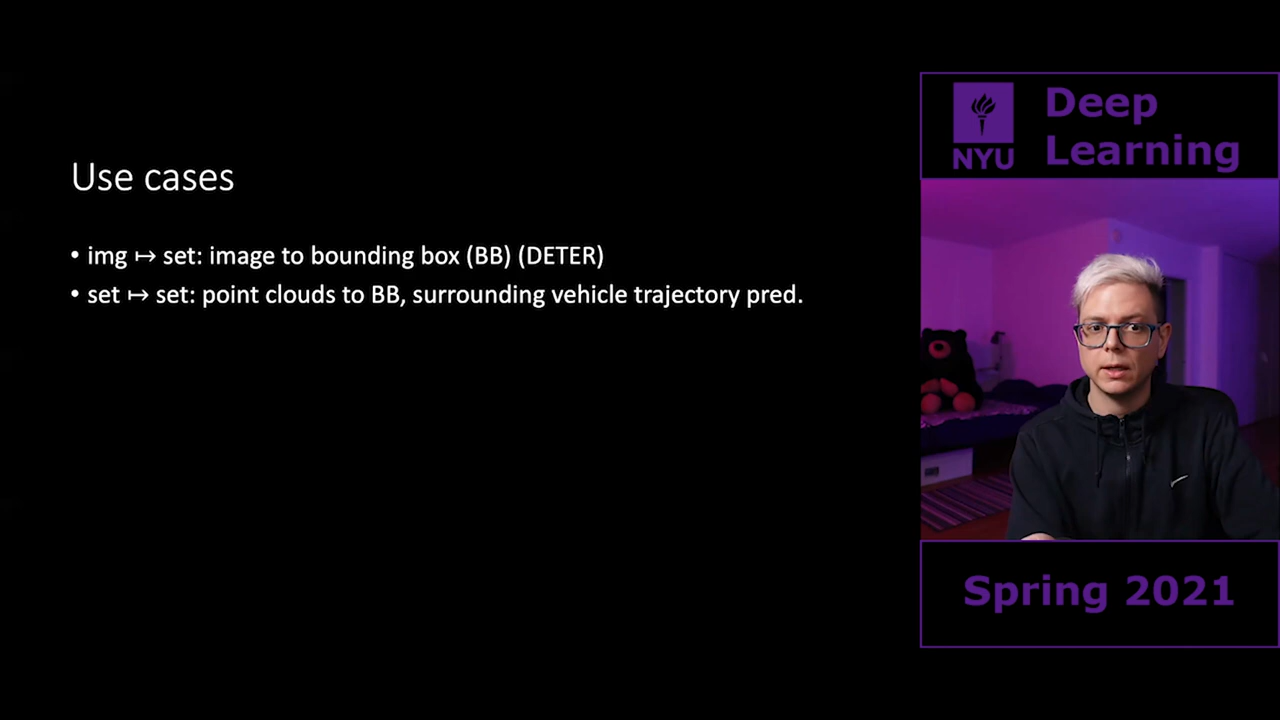 Use cases
• img ↦ set: image to bounding box (BB) (DETER)
• set ↦ set: point clouds to BB, surrounding vehicle trajectory pred.
NYU
Deep
Learning
Spring 2021